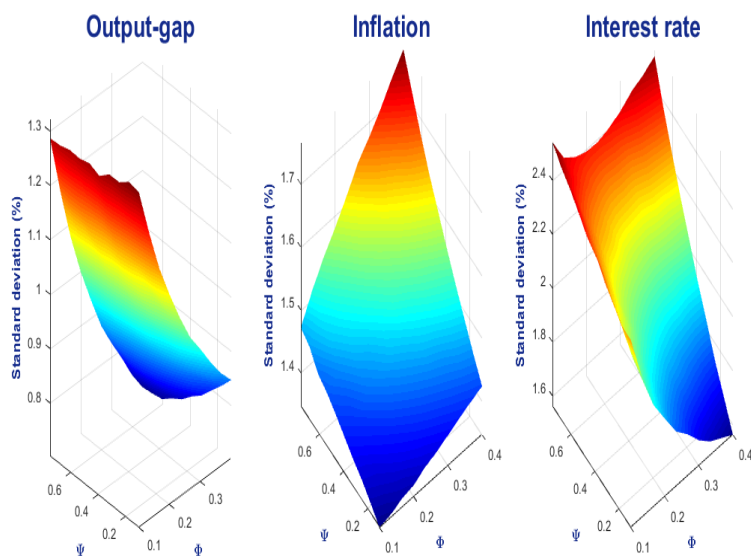 Output-gap
Inflation
Interest rate
Standard deviation (%)
1.3
1.2
1.1
1
0.9
0.8
0.6
0.4
0.2
0.1
0.2
0.3
Ψ
Φ
Standard deviation (%)
1.7
1.6
1.5
1.4
0.6
0.4
0.2
0.1
0.2
0.3
0.4
Ψ
Φ
Standard deviation (%)
2.4
2.2
2
1.8
1.6
0.6
0.4
0.2
0.1
0.2
0.3
0.4
Ψ
Φ